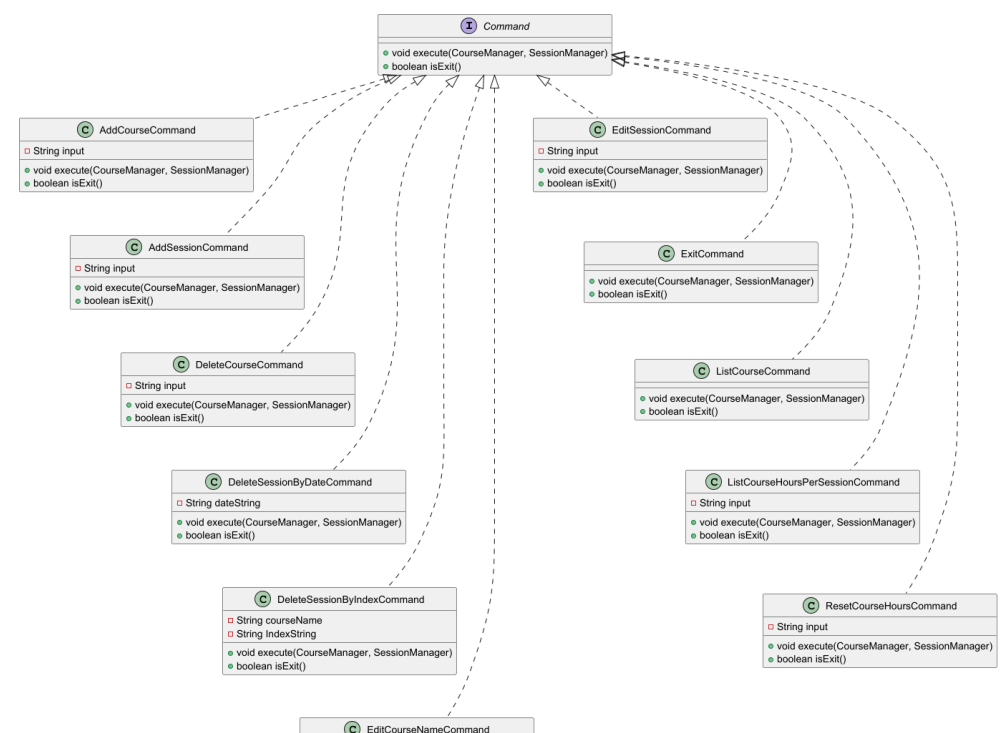 I Command
void execute(CourseManager, SessionManager)
boolean isExit()
C AddCourseCommand
String input
void execute(CourseManager, SessionManager)
boolean isExit()
C EditSessionCommand
String input
void execute(CourseManager, SessionManager)
boolean isExit()
C AddSessionCommand
String input
void execute(CourseManager, SessionManager)
boolean isExit()
C ExitCommand
void execute(CourseManager, SessionManager)
boolean isExit()
C DeleteCourseCommand
String input
void execute(CourseManager, SessionManager)
boolean isExit()
C ListCourseCommand
void execute(CourseManager, SessionManager)
boolean isExit()
C DeleteSessionByDateCommand
String dateString
void execute(CourseManager, SessionManager)
boolean isExit()
C ListCourseHoursPerSessionCommand
String input
void execute(CourseManager, SessionManager)
boolean isExit()
C DeleteSessionByIndexCommand
String courseName
String IndexString
void execute(CourseManager, SessionManager)
boolean isExit()
C ResetCourseHoursCommand
String input
void execute(CourseManager, SessionManager)
boolean isExit()
C EditCourseNameCommand